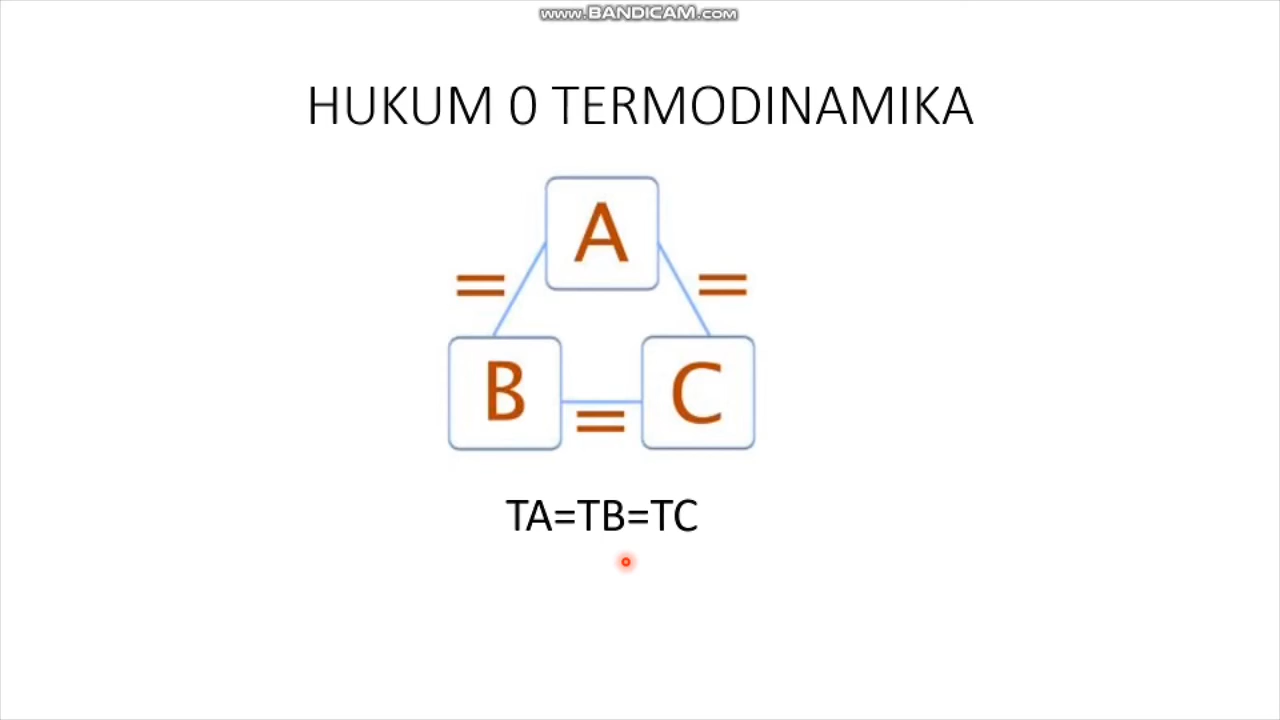 www.BANDICAM.com
HUKUM 0 TERMODINAMIKA
A
= =
B = C
TA=TB=TC